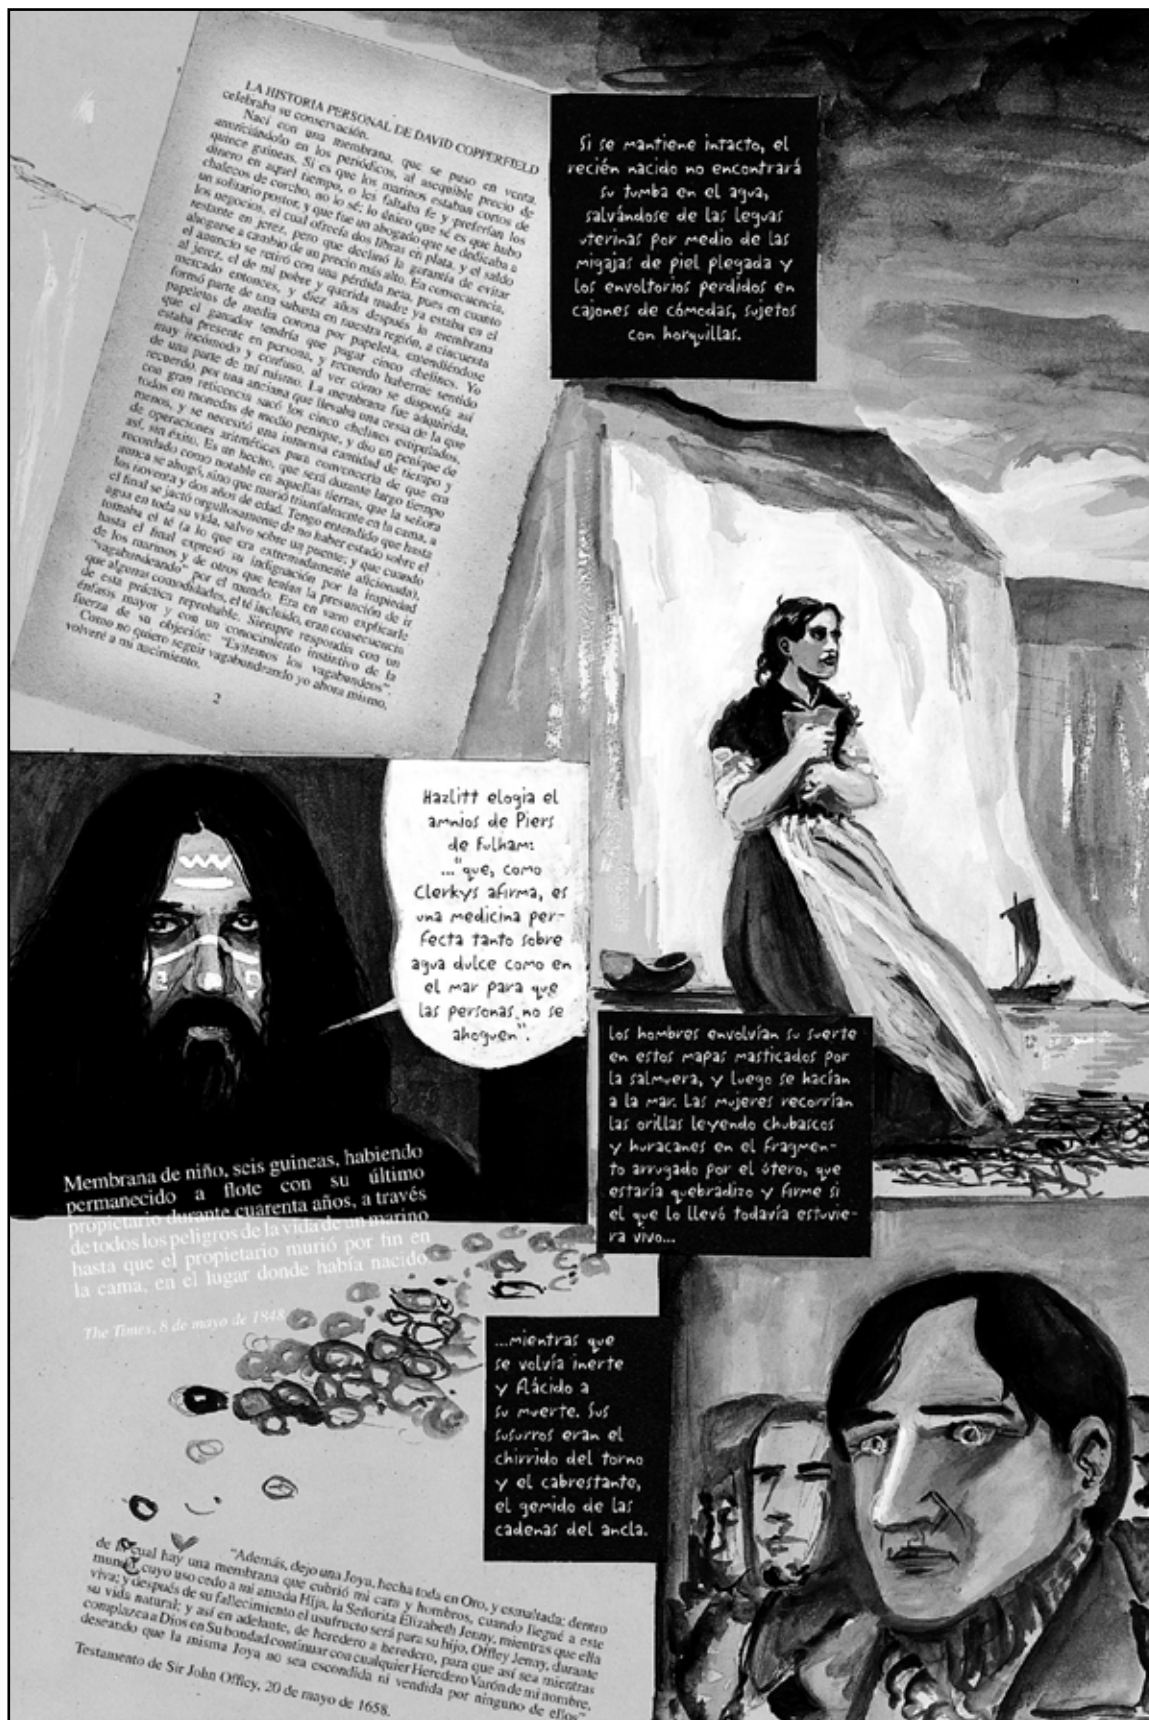 LA HISTORIA PERSONAL DE DAVID COPPERFIELD
celebraba su conservación.
Nací con una membrana, que se puso en venta,
anunciándolo en los periódicos, al asequible precio de
quince guineas. Si es que los marinos estaban cortos de
dinero en aquel tiempo, o les faltaba fe y preferían los
chalecos de corcho, no lo sé; lo único que sé es que hubo
un solitario postor, y que fue un abogado que se dedicaba a
los negocios, el cual ofrecía dos libras en plata, y el saldo
restante en jerez, pero que declinó la garantía de evitar
ahogarse a cambio de un precio más alto. En consecuencia,
el anuncio se retiró con una pérdida neta, pues en cuanto
al jerez, el de mi pobre y querida madre ya estaba en el
mercado entonces, y diez años después la membrana
formó parte de una subasta en nuestra región, a cincuenta
papeletas de media corona por papeleta, entendiéndose
que el ganador tendría que pagar cinco chelines. Yo
estaba presente en persona, y recuerdo haberme sentido
muy incómodo y confuso, al ver cómo se disponía así
de una parte de mí mismo. La membrana fue adquirida,
recuerdo, por una anciana que llevaba una cesta de la que
con gran reticencia sacó los cinco chelines estipulados,
todos en monedas de medio penique, y dio un penique de
menos, y se necesitó una inmensa cantidad de tiempo y
de operaciones aritméticas para convencerla de que era
así, sin éxito. Es un hecho, que será durante largo tiempo
recordado como notable en aquellas tierras, que la señora
nunca se ahogó, sino que murió triunfalmente en la cama, a
los noventa y dos años de edad. Tengo entendido que hasta
el final se jactó orgullosamente de no haber estado sobre el
agua en toda su vida, salvo sobre un puente; y que cuando
tomaba el té (a lo que era extremadamente aficionada),
hasta el final expresó su indignación por la impiedad
de los marinos y de otros que tenían la presunción de ir
"vagabundeando" por el mundo. Era en vano explicarle
que algunas comodidades, el té incluido, eran consecuencia
de esta práctica reprobable. Siempre respondía con un
énfasis mayor y con un conocimiento instintivo de la
fuerza de su objeción: "Evitemos los vagabundeos".
Como no quiero seguir vagabundeando yo ahora mismo,
volveré a mi nacimiento.
2
Si se mantiene intacto, el
recién nacido no encontrará
su tumba en el agua,
salvándose de las leguas
uterinas por medio de las
migajas de piel plegada y
los envoltorios perdidos en
cajones de cómodas, sujetos
con horquillas.
Hazlitt elogia el
amnios de Piers
de Fulham:
..."que, como
Clerkys afirma, es
una medicina per-
fecta tanto sobre
agua dulce como en
el mar para que
las personas no se
ahoguen".
Los hombres envolvían su suerte
en estos mapas masticados por
la salmuera, y luego se hacían
a la mar. Las mujeres recorrían
las orillas leyendo chubascos
y huracanes en el fragmen-
to arrugado por el útero, que
estaría quebradizo y firme si
el que lo llevó todavía estuvie-
ra vivo...
Membrana de niño, seis guineas, habiendo
permanecido a flote con su último
propietario durante cuarenta años, a través
de todos los peligros de la vida de un marino
hasta que el propietario murió por fin en
la cama, en el lugar donde había nacido.
The Times, 8 de mayo de 1848
...mientras que
se volvía inerte
y flácido a
su muerte. Sus
susurros eran el
chirrido del torno
y el cabrestante,
el gemido de las
cadenas del ancla.
"Además, dejo una Joya, hecha toda en Oro, y esmaltada; dentro
de la cual hay una membrana que cubrió mi cara y hombros, cuando llegué a este
mundo, cuyo uso cedo a mi amada Hija, la Señorita Elizabeth Jenny, mientras que ella
viva; y después de su fallecimiento el usufructo será para su hijo, Offley Jenny, durante
su vida natural; y así en adelante, de heredero a heredero, para que así sea mientras
complazca a Dios en Su bondad continuar con cualquier Heredero Varón de mi nombre,
deseando que la misma Joya no sea escondida ni vendida por ninguno de ellos"
Testamento de Sir John Offley, 20 de mayo de 1658.